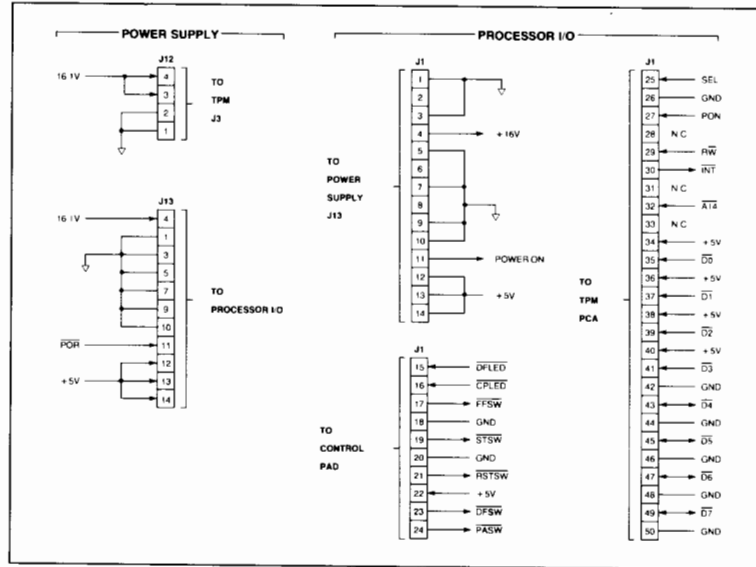 POWER SUPPLY
J12
16.1V
4
3
2
1
TO
TPM
J3
J13
16.1V
4
1
3
5
7
9
10
POR
11
12
+5V
13
14
TO
PROCESSOR I/O
PROCESSOR I/O
J1
1
2
3
4 +16V
5
6
7
8
9
10
11 POWER ON
12
13 +5V
14
TO
POWER
SUPPLY
J13
J1
15 DFLED
16 CPLED
17 FFSW
18 GND
19 STSW
20 GND
21 RSTSW
22 +5V
23 DFSW
24 PASW
TO
CONTROL
PAD
J1
25 SEL
26 GND
27 PON
28 N.C
29 RW
30 INT
31 N.C
32 A14
33 N.C
34 +5V
35 D0
36 +5V
37 D1
38 +5V
39 D2
40 +5V
41 D3
42 GND
43 D4
44 GND
45 D5
46 GND
47 D6
48 GND
49 D7
50 GND
TO
TPM
PCA